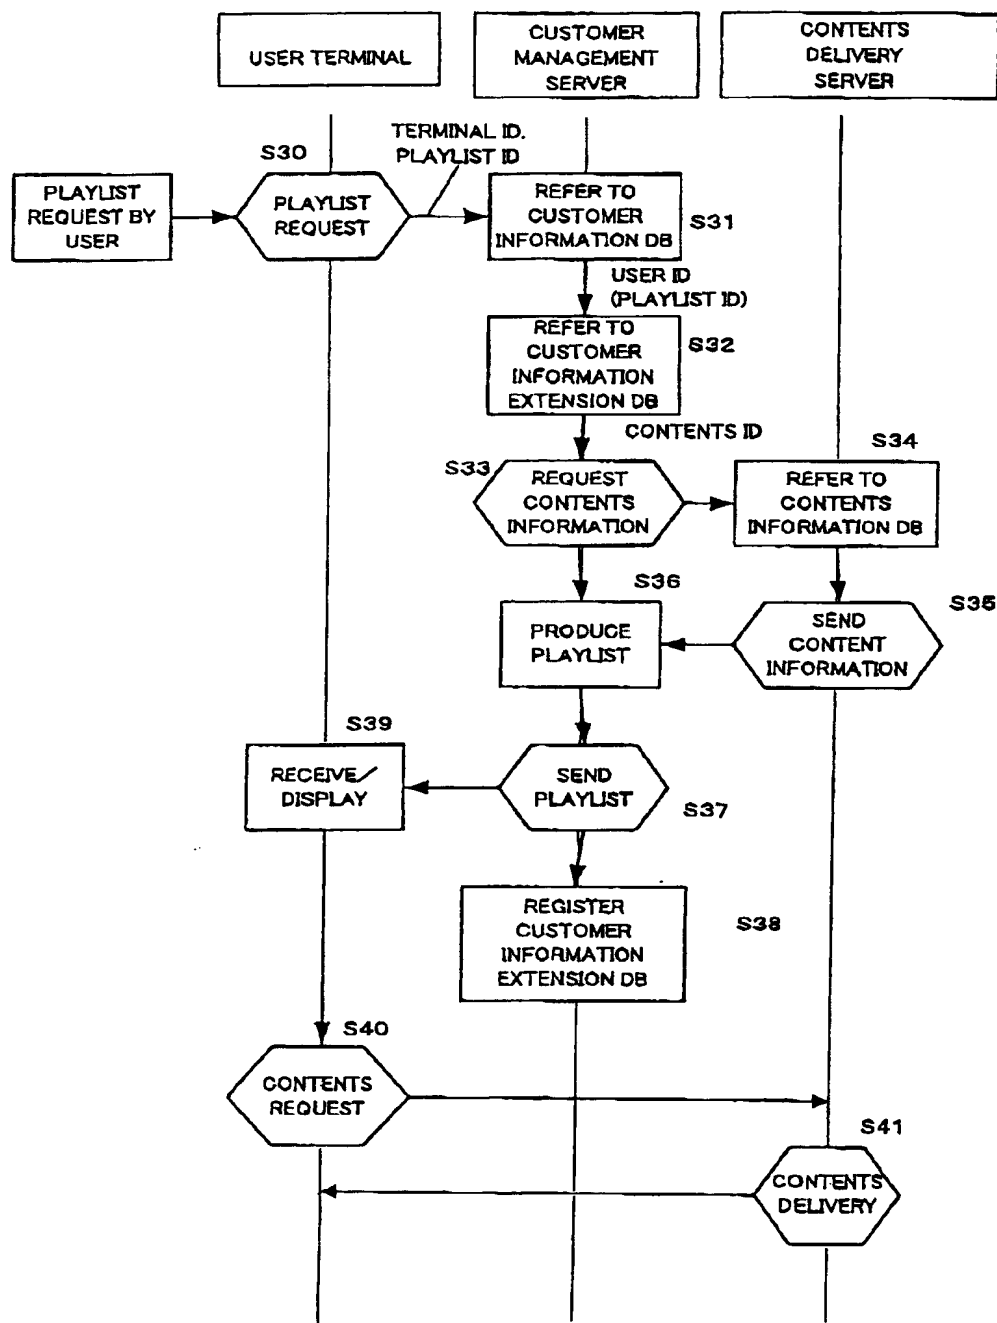 USER TERMINAL
CUSTOMER
MANAGEMENT
SERVER
CONTENTS
DELIVERY
SERVER
TERMINAL ID.
PLAYLIST ID
S30
PLAYLIST
REQUEST BY
USER
PLAYLIST
REQUEST
REFER TO
CUSTOMER
INFORMATION DB
S31
USER ID
(PLAYLIST ID)
REFER TO
CUSTOMER
INFORMATION
EXTENSION DB
S32
CONTENTS ID
S33
REQUEST
CONTENTS
INFORMATION
S34
REFER TO
CONTENTS
INFORMATION DB
S36
PRODUCE
PLAYLIST
S35
SEND
CONTENT
INFORMATION
S39
RECEIVE/
DISPLAY
SEND
PLAYLIST
S37
REGISTER
CUSTOMER
INFORMATION
EXTENSION DB
S38
S40
CONTENTS
REQUEST
S41
CONTENTS
DELIVERY